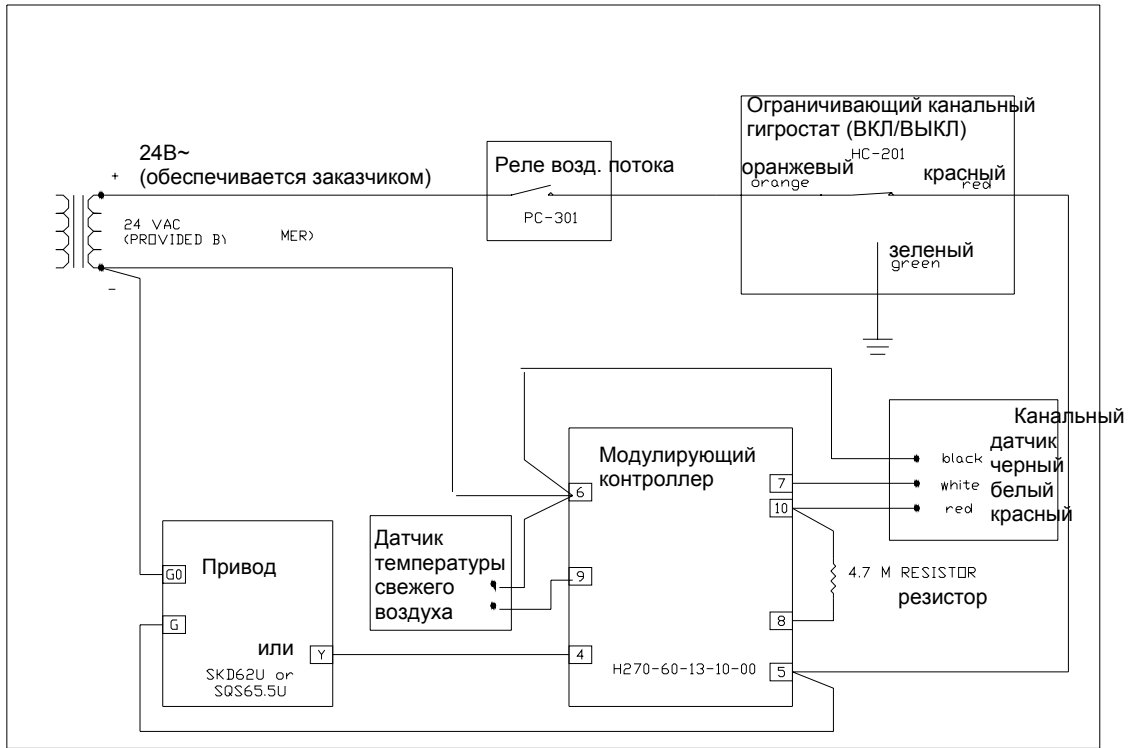 Ограничивающий канальный
гигростат (ВКЛ/ВЫКЛ)
HC-201
оранжевый
orange
красный
red
зеленый
green
24В~
(обеспечивается заказчиком)
+
24 VAC
(PROVIDED B) MER)
-
Реле возд. потока
PC-301
Канальный
датчик
black черный
white белый
red красный
Модулирующий
контроллер
6
7
10
9
8
4
5
H270-60-13-10-00
4.7 M RESISTOR
резистор
Датчик
температуры
свежего
воздуха
Привод
G0
G
или
Y
SKD62U or
SQS65.5U